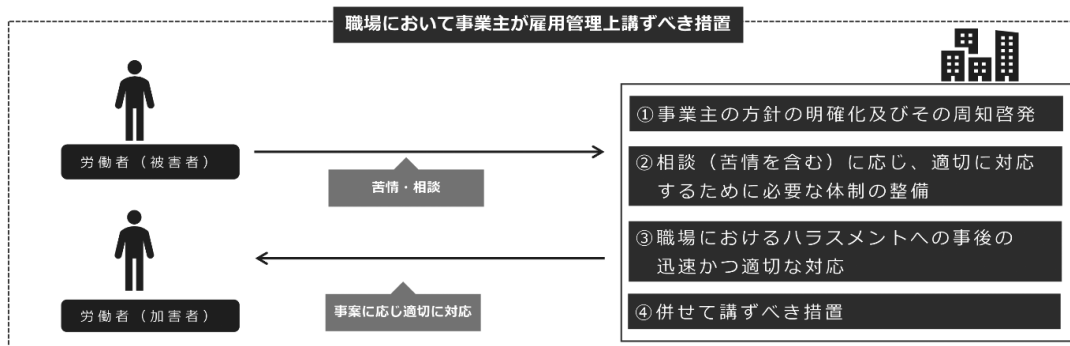 職場において事業主が雇用管理上講ずべき措置
労働者（被害者）
苦情・相談
労働者（加害者）
事案に応じ適切に対応
①事業主の方針の明確化及びその周知啓発
②相談（苦情を含む）に応じ、適切に対応
するために必要な体制の整備
③職場におけるハラスメントへの事後の
迅速かつ適切な対応
④併せて講ずべき措置